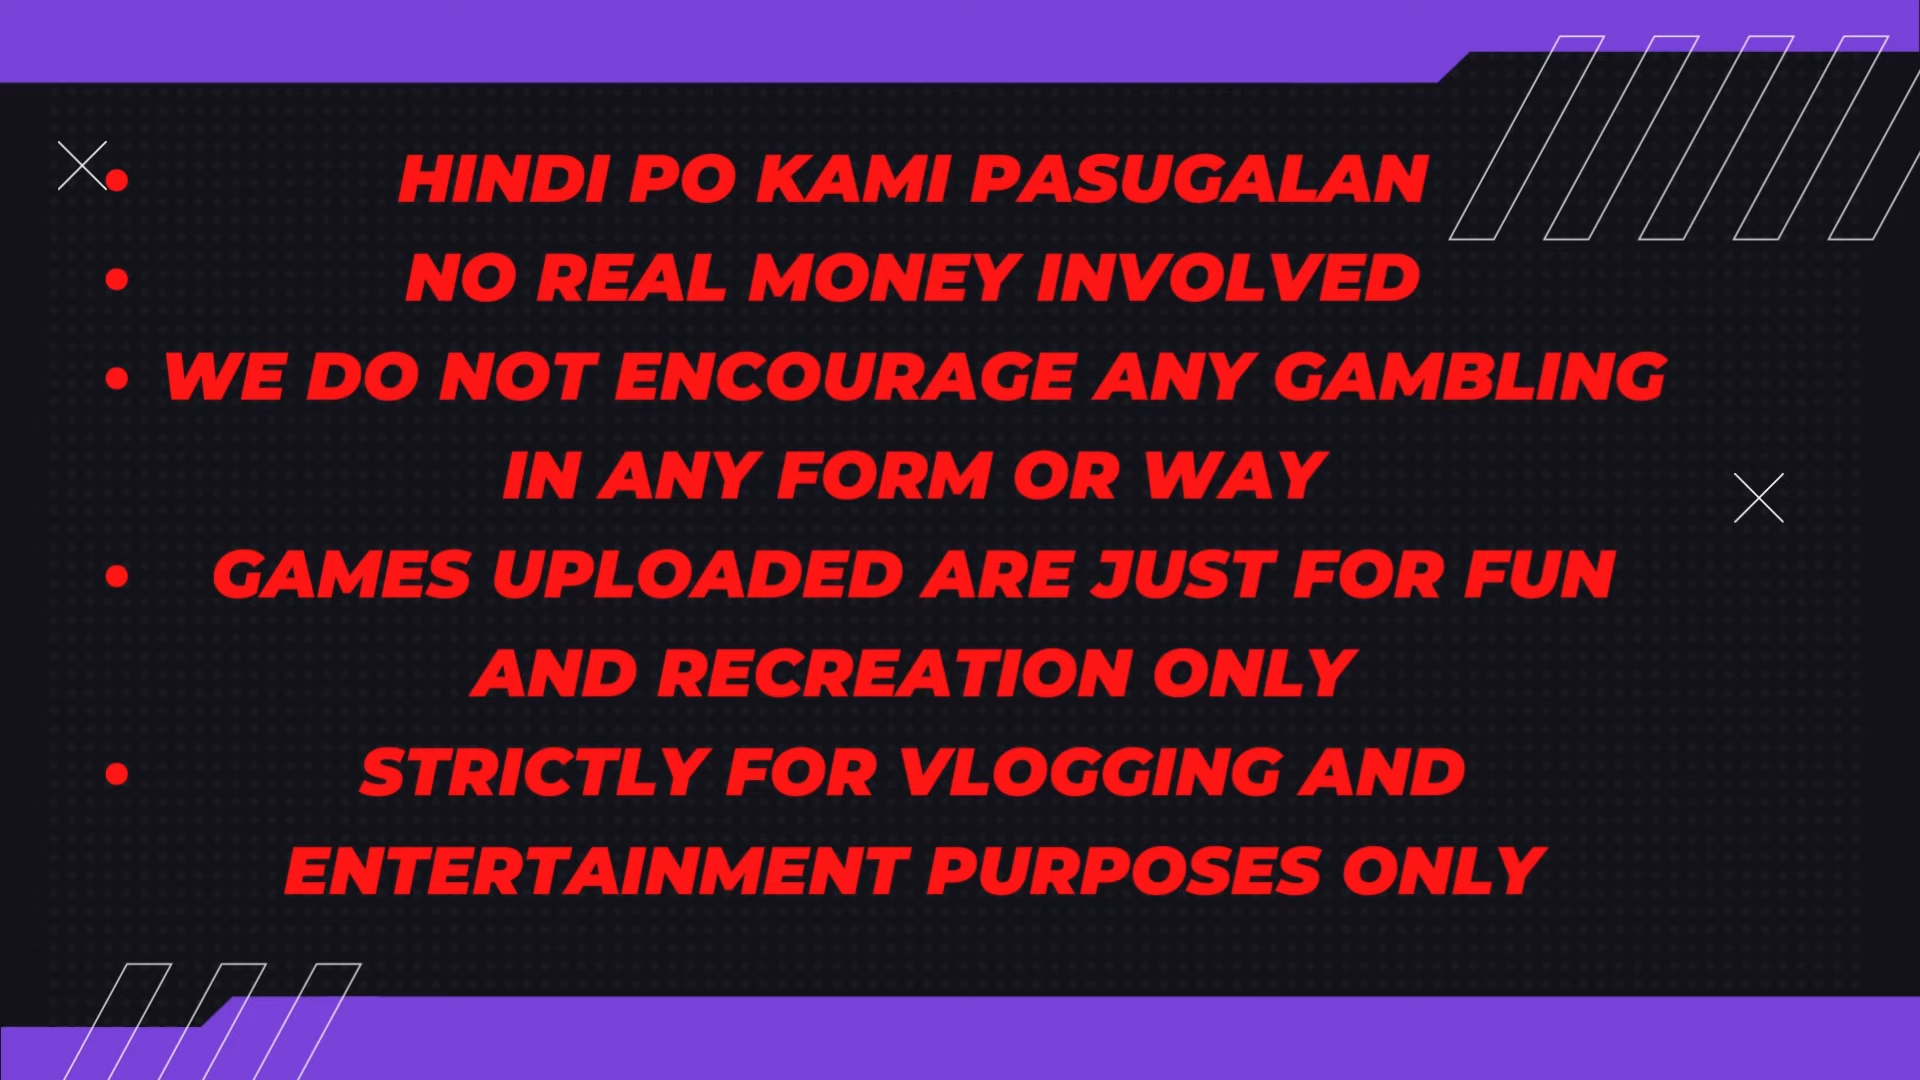 HINDI PO KAMI PASUGALAN
NO REAL MONEY INVOLVED
WE DO NOT ENCOURAGE ANY GAMBLING
IN ANY FORM OR WAY
GAMES UPLOADED ARE JUST FOR FUN
AND RECREATION ONLY
STRICTLY FOR VLOGGING AND
ENTERTAINMENT PURPOSES ONLY